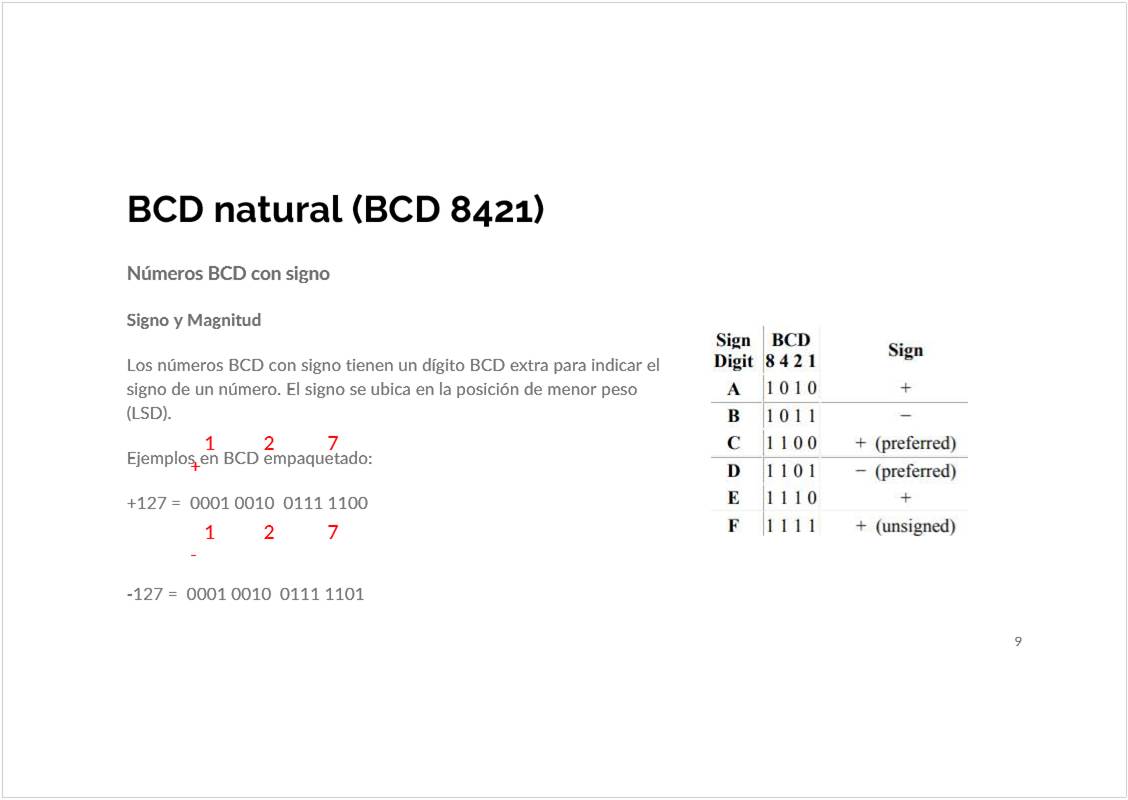 BCD natural (BCD 8421)
Números BCD con signo
Signo y Magnitud
Los números BCD con signo tienen un dígito BCD extra para indicar el
signo de un número. El signo se ubica en la posición de menor peso
(LSD).
1 2 7
+
Ejemplos en BCD empaquetado:
+127 = 0001 0010 0111 1100
1 2 7
-
-127 = 0001 0010 0111 1101
Sign Digit BCD 8 4 2 1 Sign
A 1 0 1 0 +
B 1 0 1 1 −
C 1 1 0 0 + (preferred)
D 1 1 0 1 − (preferred)
E 1 1 1 0 +
F 1 1 1 1 + (unsigned)
9